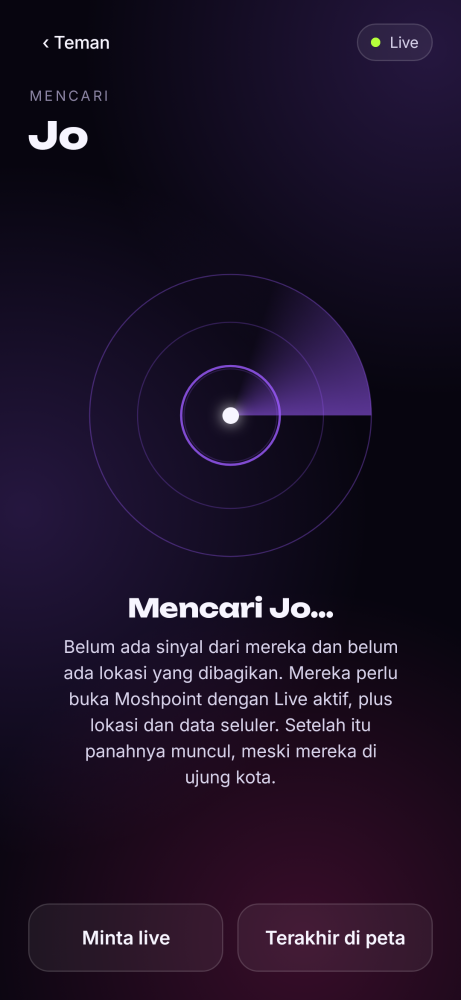 ‹ Teman
Live
MENCARI
Jo
Mencari Jo...
Belum ada sinyal dari mereka dan belum
ada lokasi yang dibagikan. Mereka perlu
buka Moshpoint dengan Live aktif, plus
lokasi dan data seluler. Setelah itu
panahnya muncul, meski mereka di
ujung kota.
Minta live
Terakhir di peta